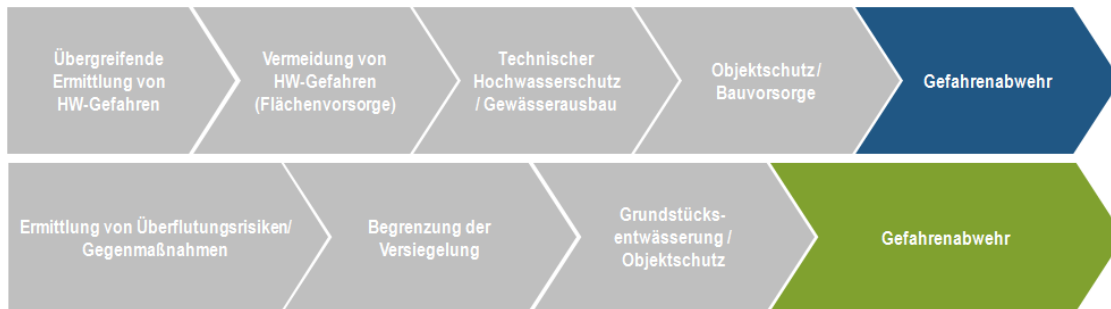 Übergreifende
Ermittlung von
HW-Gefahren
Vermeidung von
HW-Gefahren
(Flächenvorsorge)
Technischer
Hochwasserschutz
/ Gewässerausbau
Objektschutz /
Bauvorsorge
Gefahrenabwehr
Ermittlung von Überflutungsrisiken/
Gegenmaßnahmen
Begrenzung der
Versiegelung
Grundstücks-
entwässerung /
Objektschutz
Gefahrenabwehr